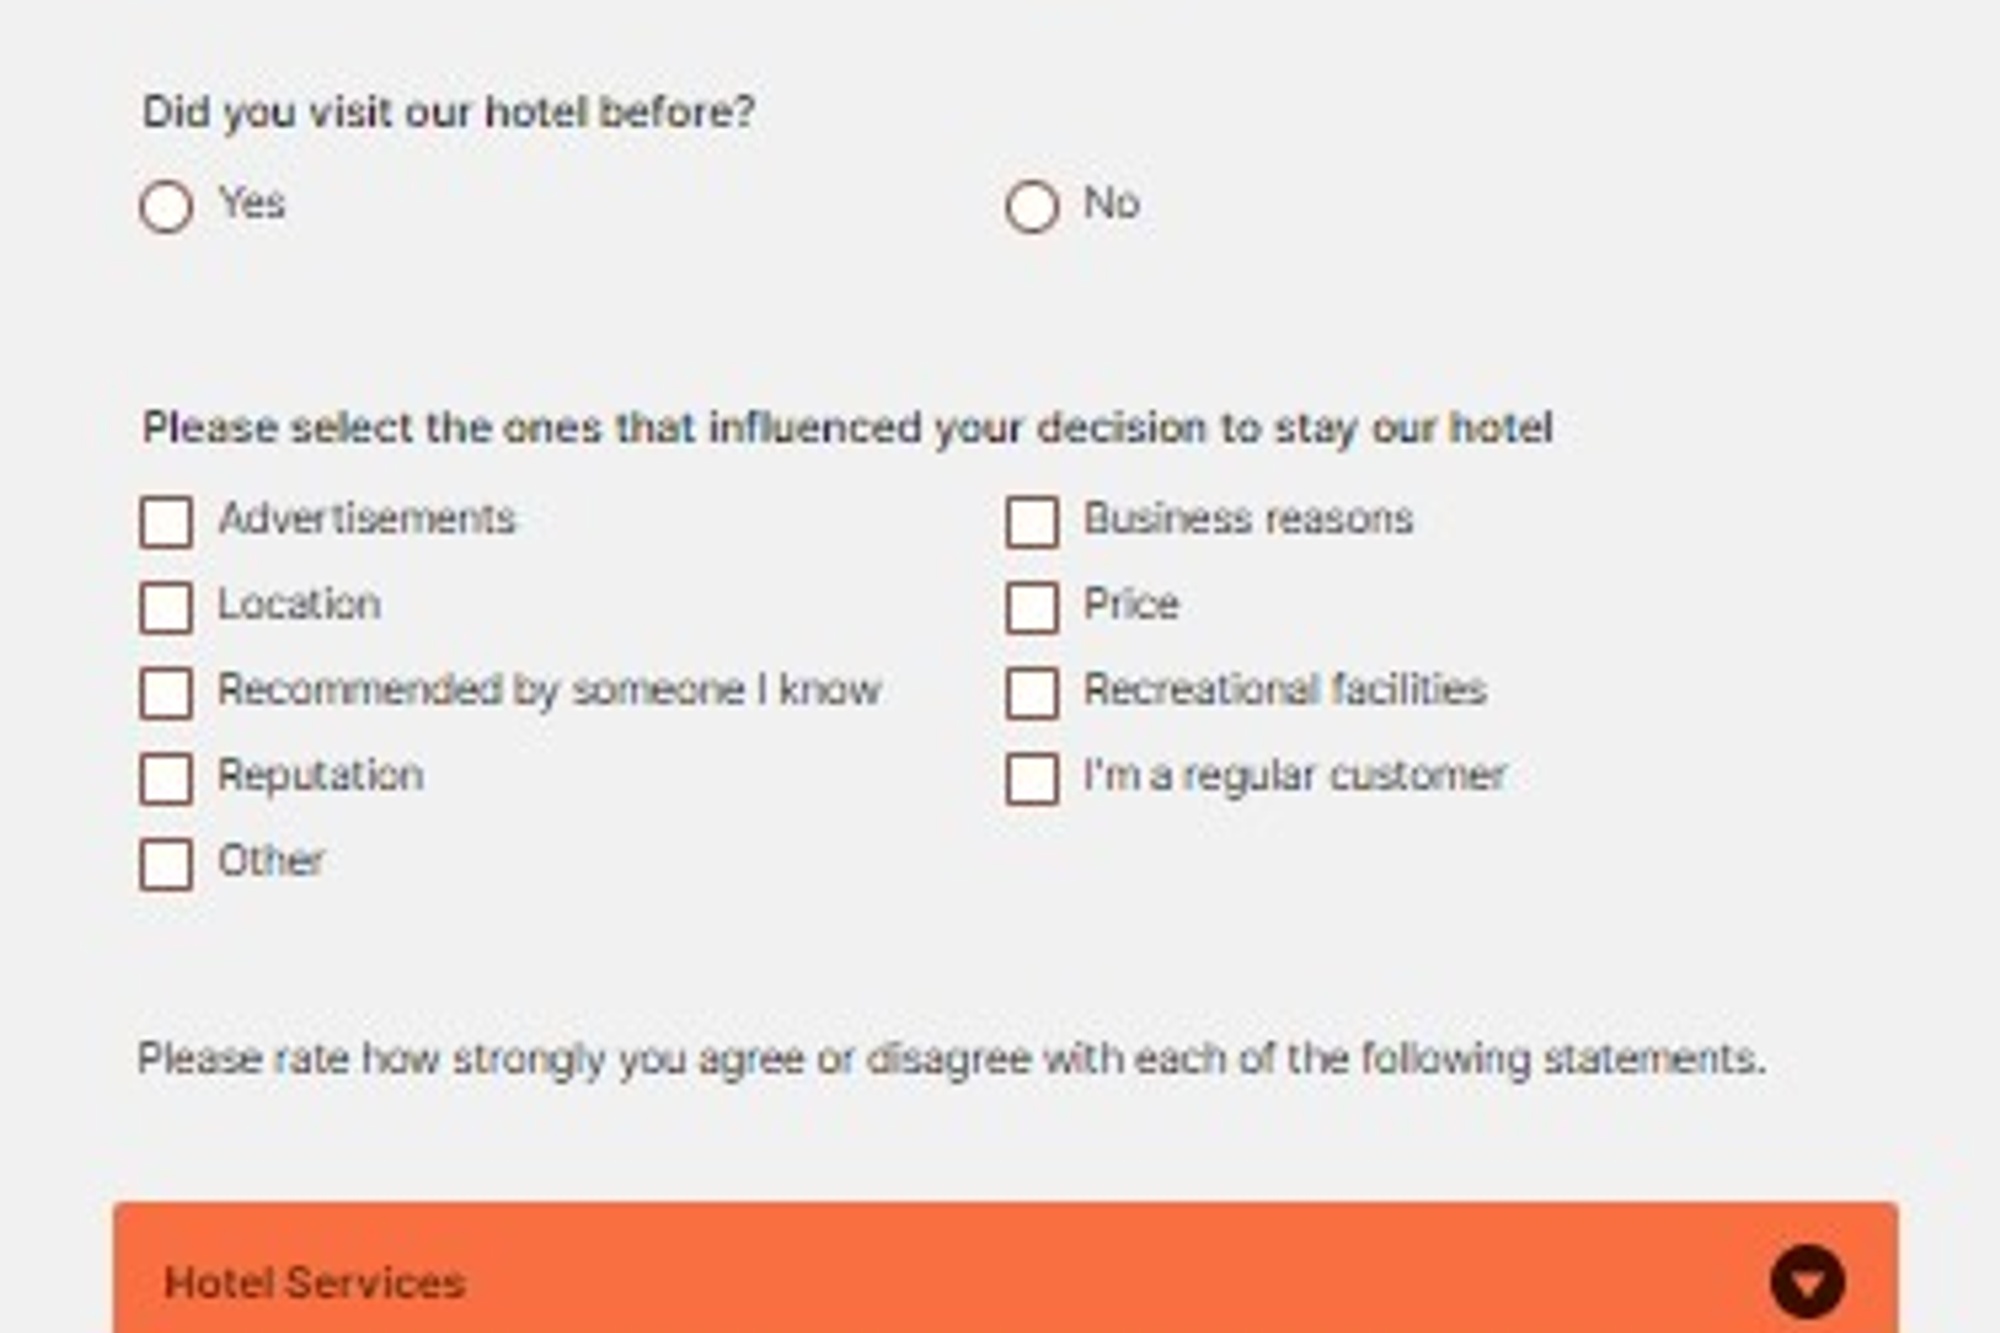 Did you visit our hotel before?
Yes No
Please select the ones that influenced your decision to stay our hotel
Advertisements Business reasons
Location Price
Recommended by someone I know Recreational facilities
Reputation I'm a regular customer
Other
Please rate how strongly you agree or disagree with each of the following statements.
Hotel Services